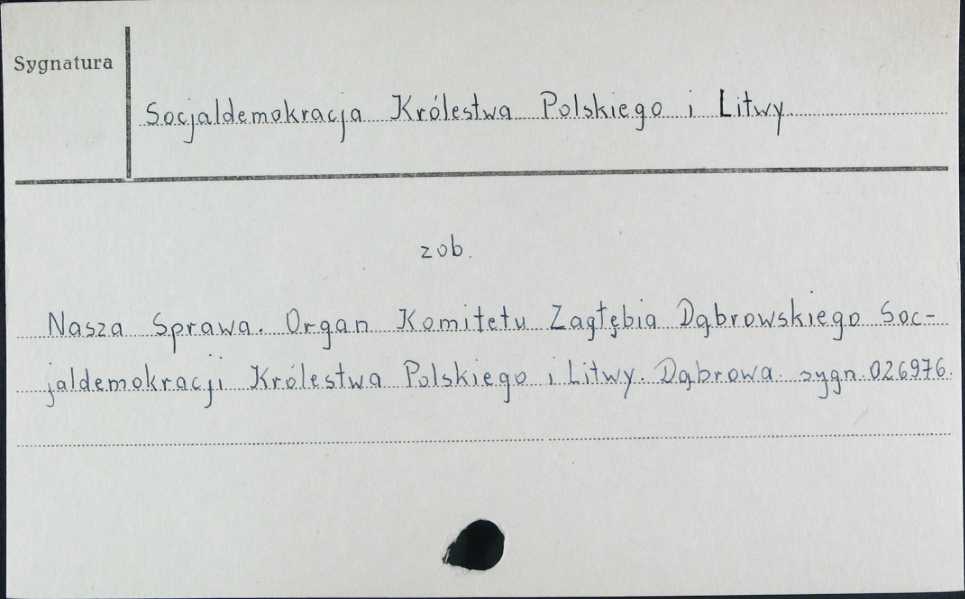 Sygnatura
Socjaldemokracja Królestwa Polskiego i Litwy
zob.
Nasza Sprawa. Organ Komitetu Zagłębia Dąbrowskiego Soc-
jaldemokracji Królestwa Polskiego i Litwy. Dąbrowa. sygn. 026976.